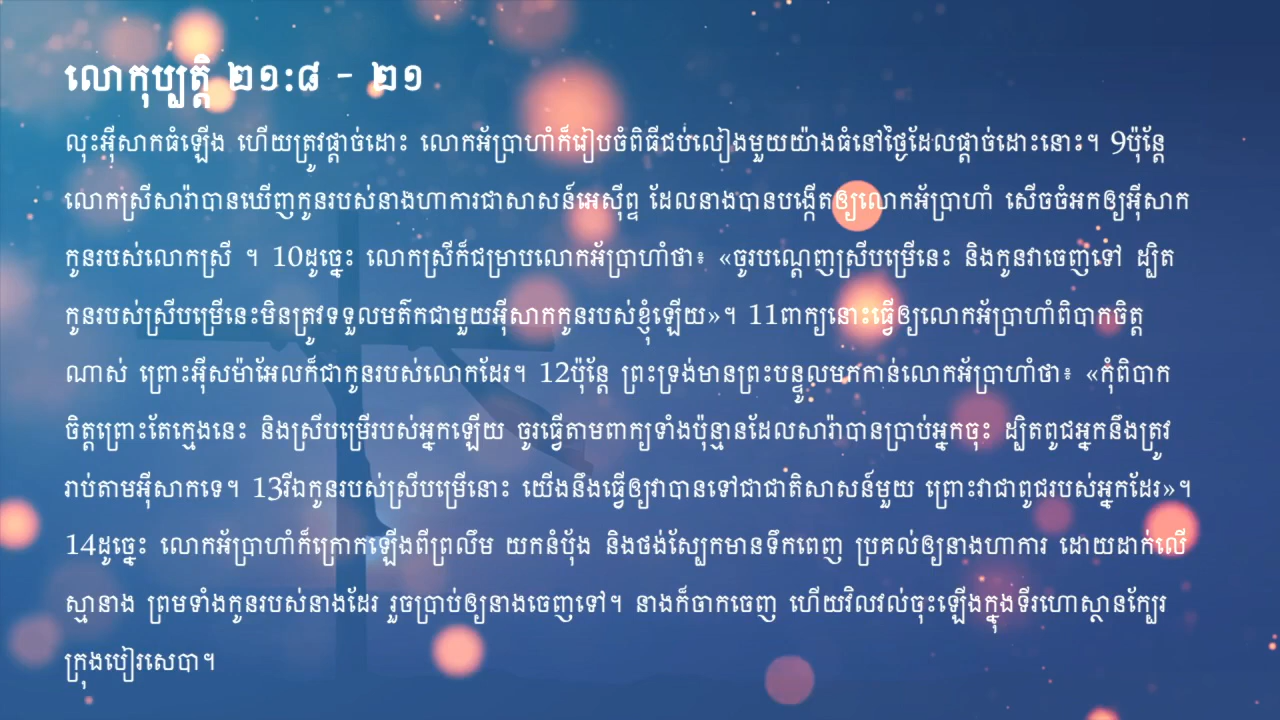 លោកុប្បត្តិ ២១:៨ - ២១
លុះអ៊ីសាកធំឡើង ហើយត្រូវផ្ដាច់ដោះ លោកអ័ប្រាហាំក៏រៀបចំពិធីជប់លៀងមួយយ៉ាងធំនៅថ្ងៃដែលផ្ដាច់ដោះនោះ។ 9ប៉ុន្តែ
លោកស្រីសារ៉ាបានឃើញកូនរបស់នាងហាការជាសាសន៍អេស៊ីព្ទ ដែលនាងបានបង្កើតឲ្យលោកអ័ប្រាហាំ សើចចំអកឲ្យអ៊ីសាក
កូនរបស់លោកស្រី ។ 10ដូច្នេះ លោកស្រីក៏ជម្រាបលោកអ័ប្រាហាំថា៖ «ចូរបណ្ដេញស្រីបម្រើនេះ និងកូនវាចេញទៅ ដ្បិត
កូនរបស់ស្រីបម្រើនេះមិនត្រូវទទួលមត៌កជាមួយអ៊ីសាកកូនរបស់ខ្ញុំឡើយ»។ 11ពាក្យនោះធ្វើឲ្យលោកអ័ប្រាហាំពិបាកចិត្ត
ណាស់ ព្រោះអ៊ីសម៉ាអែលក៏ជាកូនរបស់លោកដែរ។ 12ប៉ុន្តែ ព្រះទ្រង់មានព្រះបន្ទូលមកកាន់លោកអ័ប្រាហាំថា៖ «កុំពិបាក
ចិត្តព្រោះតែក្មេងនេះ និងស្រីបម្រើរបស់អ្នកឡើយ ចូរធ្វើតាមពាក្យទាំងប៉ុន្មានដែលសារ៉ាបានប្រាប់អ្នកចុះ ដ្បិតពូជអ្នកនឹងត្រូវ
រាប់តាមអ៊ីសាកទេ។ 13រីឯកូនរបស់ស្រីបម្រើនោះ យើងនឹងធ្វើឲ្យវាបានទៅជាជាតិសាសន៍មួយ ព្រោះវាជាពូជរបស់អ្នកដែរ»។
14ដូច្នេះ លោកអ័ប្រាហាំក៏ក្រោកឡើងពីព្រលឹម យកនំប៉័ង និងថង់ស្បែកមានទឹកពេញ ប្រគល់ឲ្យនាងហាការ ដោយដាក់លើ
ស្មានាង ព្រមទាំងកូនរបស់នាងដែរ រួចប្រាប់ឲ្យនាងចេញទៅ។ នាងក៏ចាកចេញ ហើយវិលវល់ចុះឡើងក្នុងទីរហោស្ថានក្បែរ
ក្រុងបៀរសេបា។